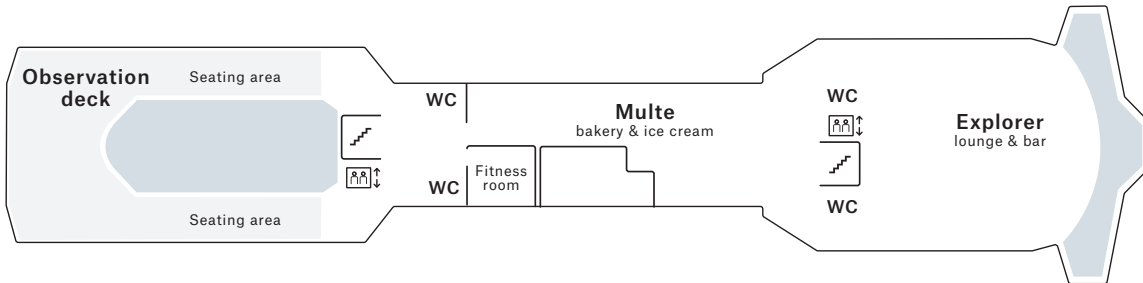 Observation
deck
Seating area
Seating area
WC
WC
Fitness
room
Multe
bakery & ice cream
WC
WC
Explorer
lounge & bar